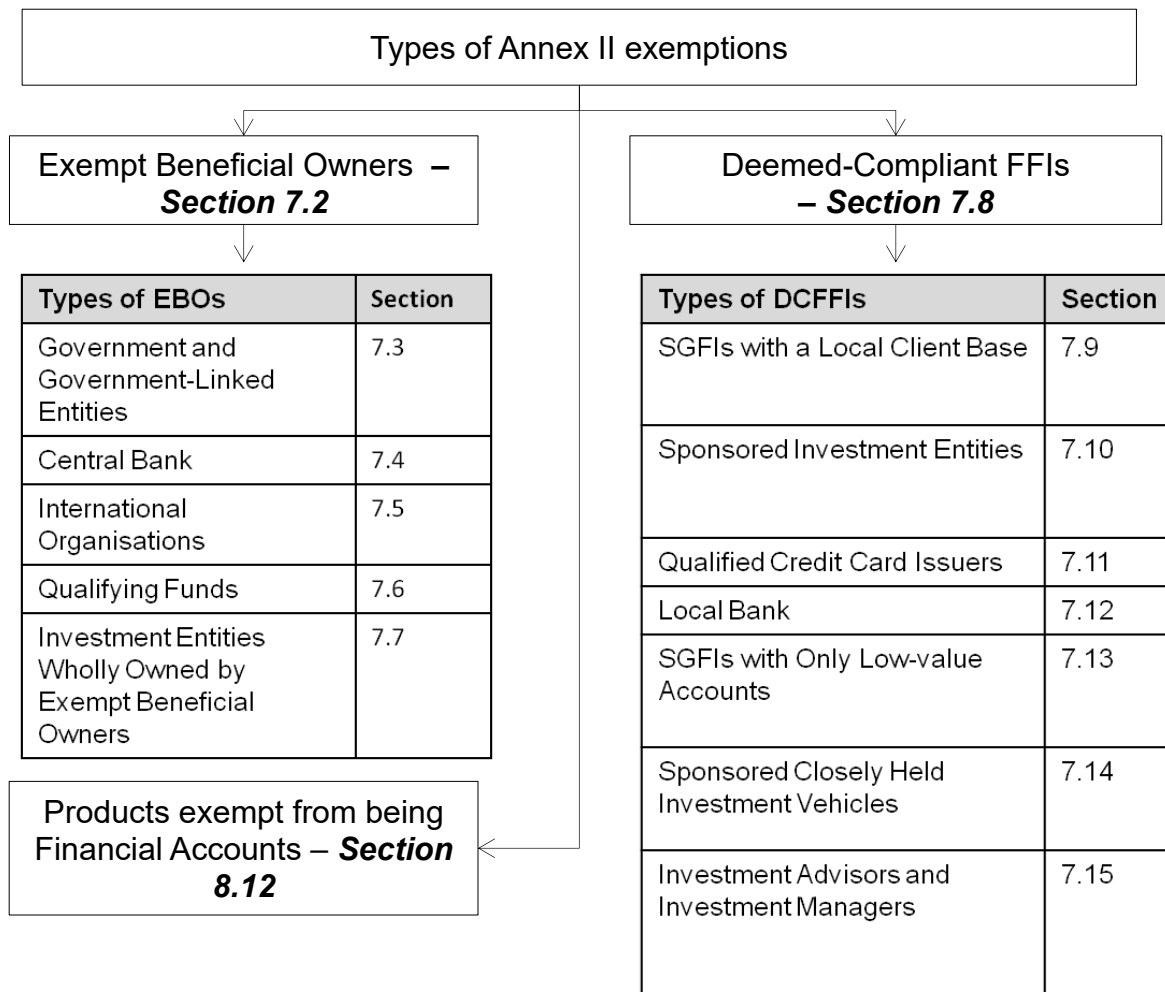 Types of Annex II exemptions
Exempt Beneficial Owners –
Section 7.2
Types of EBOs Section
Government and 7.3
Government-Linked
Entities
Central Bank 7.4
International 7.5
Organisations
Qualifying Funds 7.6
Investment Entities 7.7
Wholly Owned by
Exempt Beneficial
Owners
Products exempt from being
Financial Accounts – Section
8.12
Deemed-Compliant FFIs
– Section 7.8
Types of DCFFIs Section
SGFIs with a Local Client Base 7.9
Sponsored Investment Entities 7.10
Qualified Credit Card Issuers 7.11
Local Bank 7.12
SGFIs with Only Low-value 7.13
Accounts
Sponsored Closely Held 7.14
Investment Vehicles
Investment Advisors and 7.15
Investment Managers